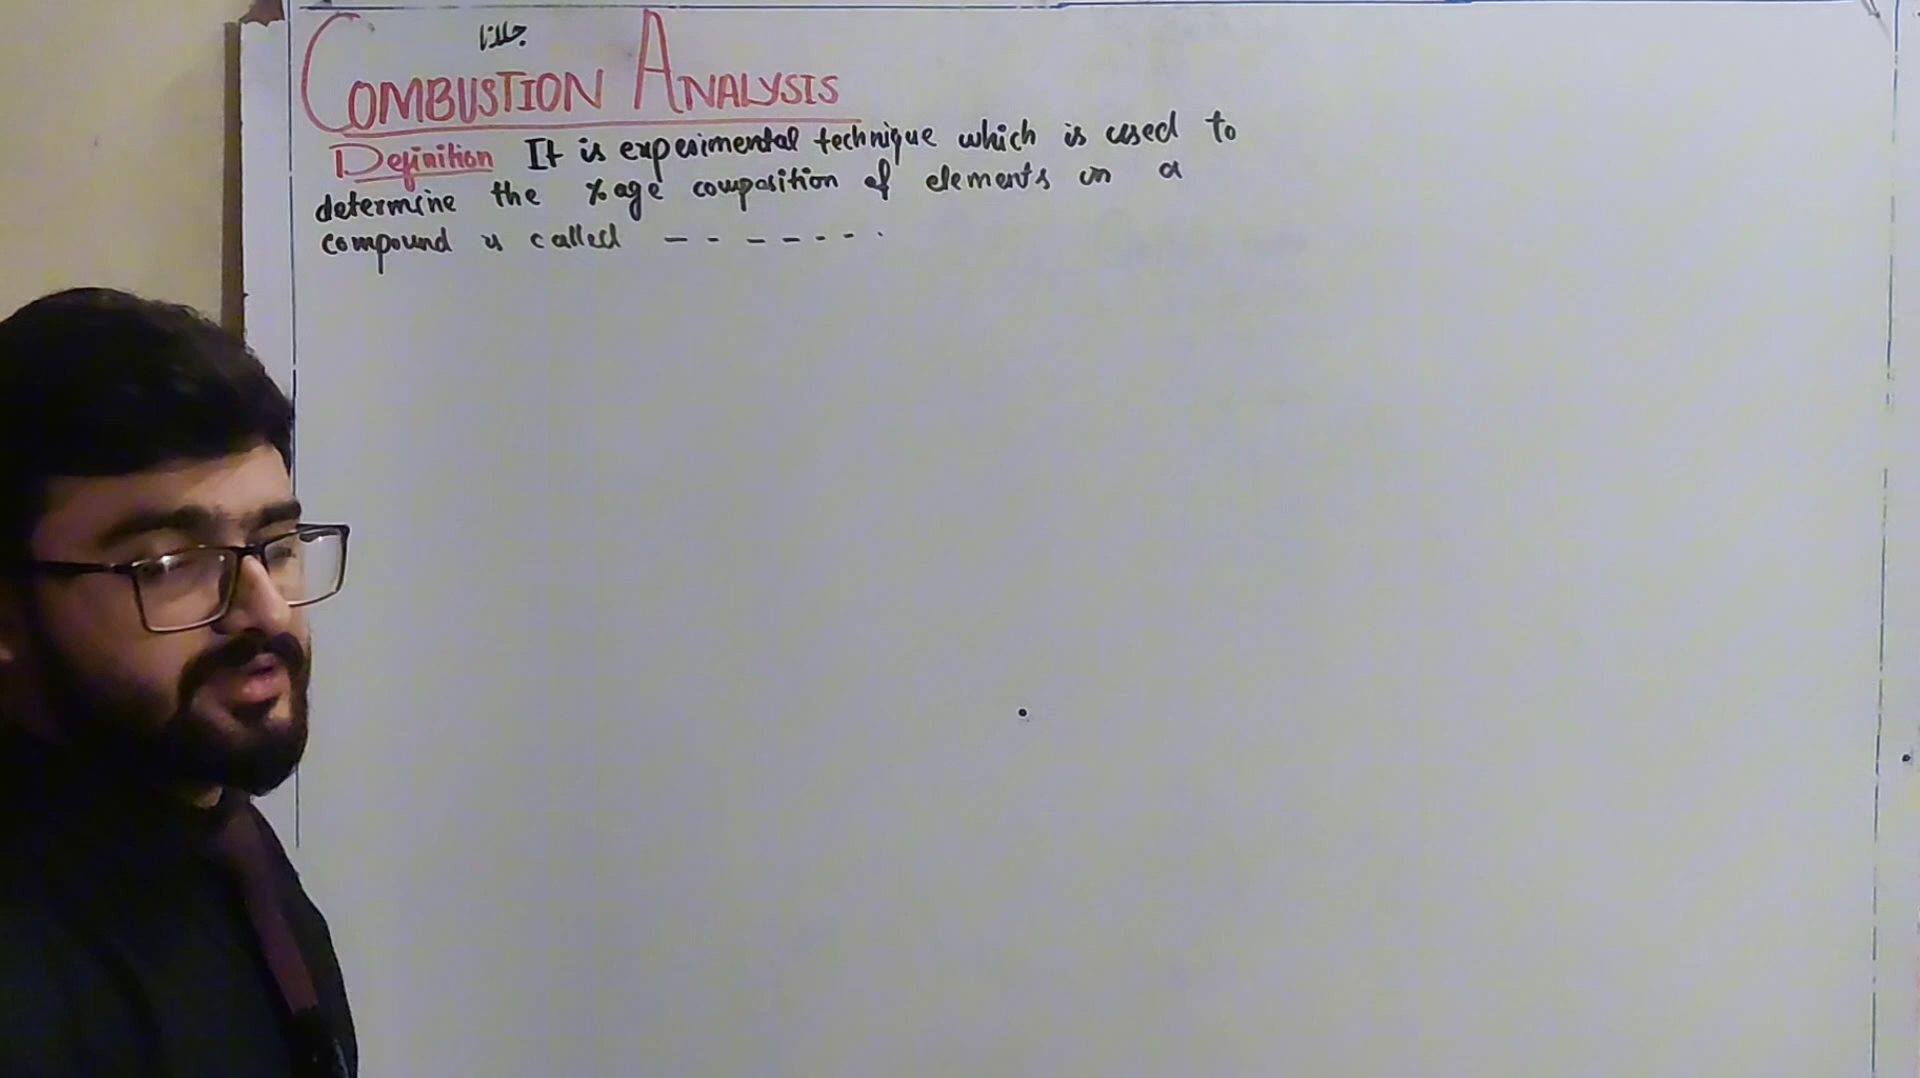 جلانا
COMBUSTION ANALYSIS
Definition It is experimental technique which is used to
determine the %age composition of elements in a
compound is called - - - - - - - .